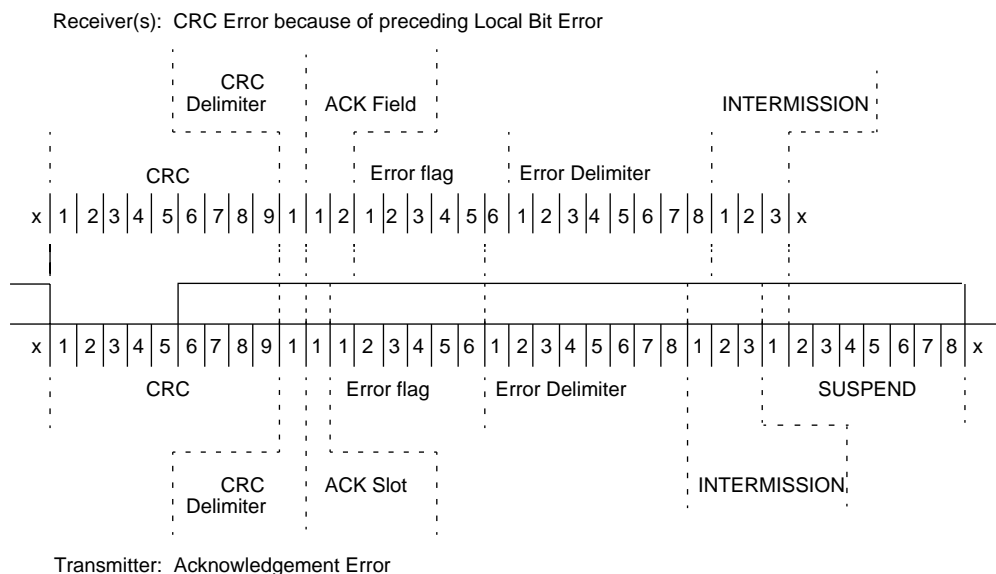 Receiver(s): CRC Error because of preceding Local Bit Error
CRC
Delimiter
ACK Field
INTERMISSION
CRC
Error flag
Error Delimiter
x 1 2 3 4 5 6 7 8 9 1 1 2 1 2 3 4 5 6 1 2 3 4 5 6 7 8 1 2 3 x
x 1 2 3 4 5 6 7 8 9 1 1 1 2 3 4 5 6 1 2 3 4 5 6 7 8 1 2 3 1 2 3 4 5 6 7 8 x
CRC
Error flag
Error Delimiter
SUSPEND
CRC
Delimiter
ACK Slot
INTERMISSION
Transmitter: Acknowledgement Error